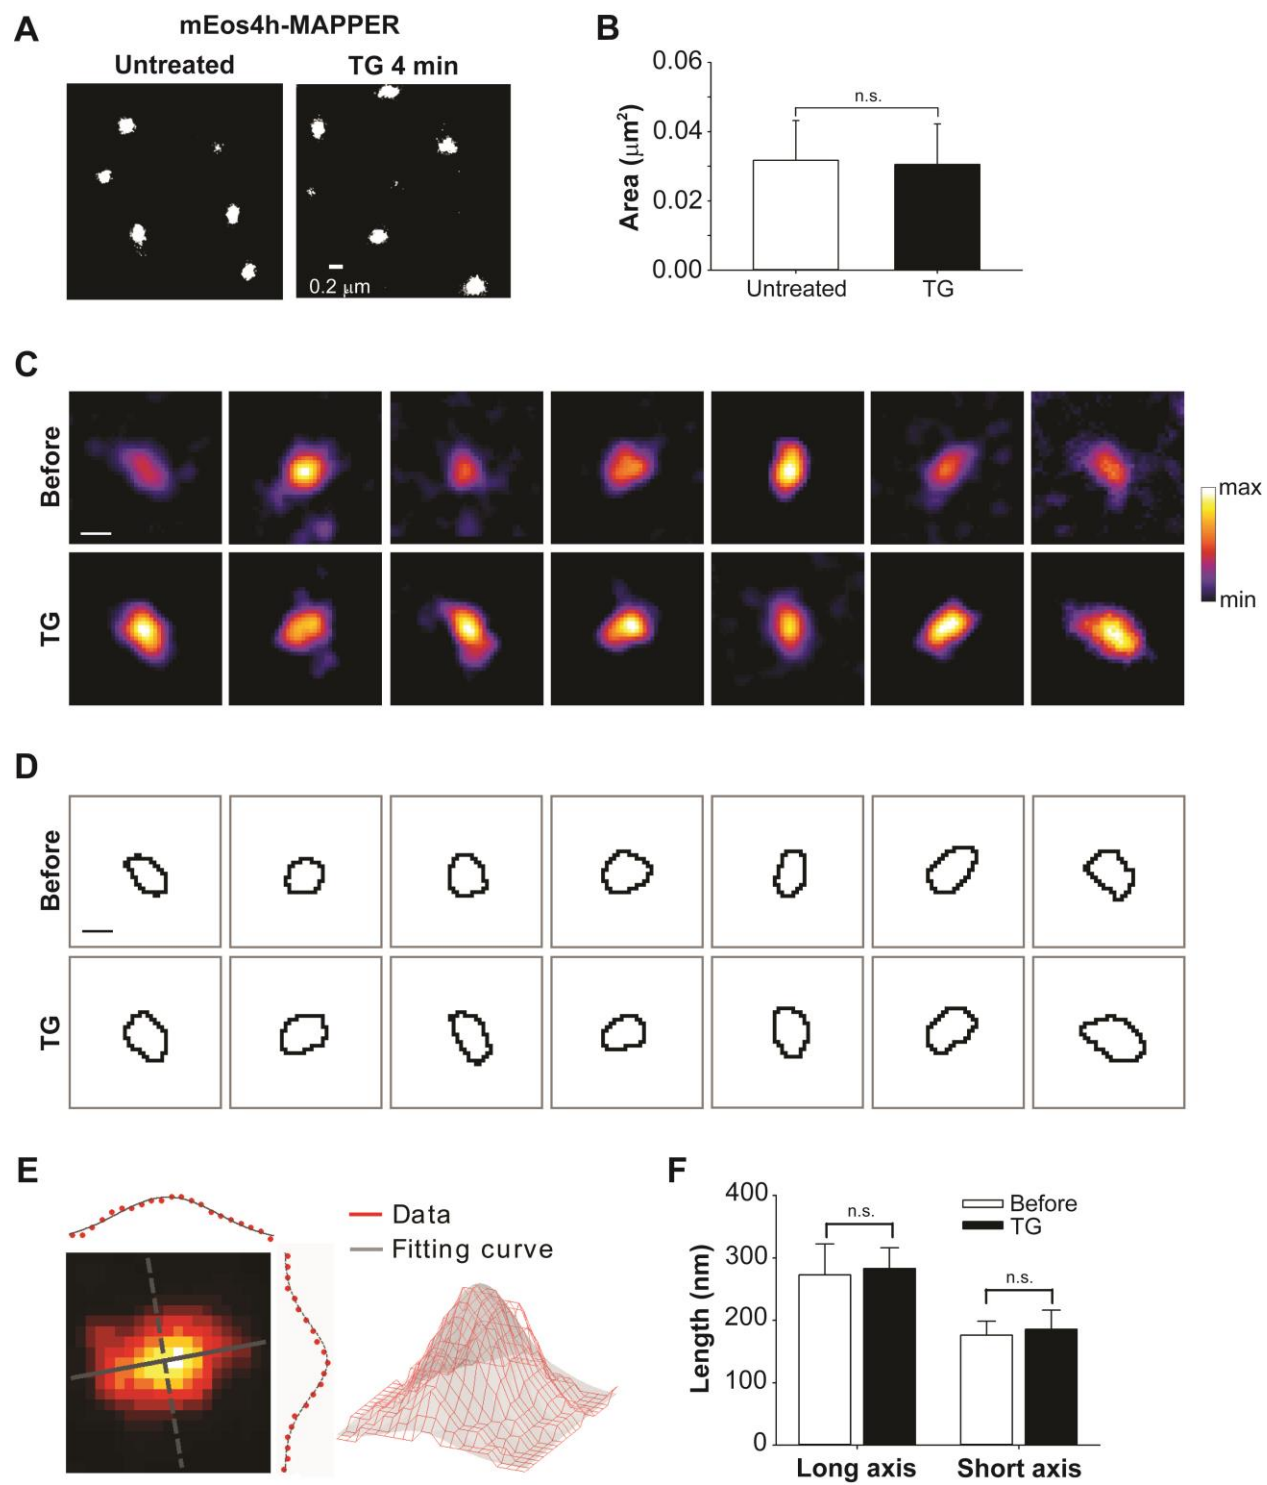 A
mEos4h-MAPPER
Untreated
TG 4 min
0.2 μm
B
0.06
0.04
0.02
0.00
Area (μm²)
n.s.
Untreated
TG
C
Before
TG
max
min
D
Before
TG
E
Data
Fitting curve
F
400
300
200
100
0
Length (nm)
n.s.
n.s.
Before
TG
Long axis
Short axis